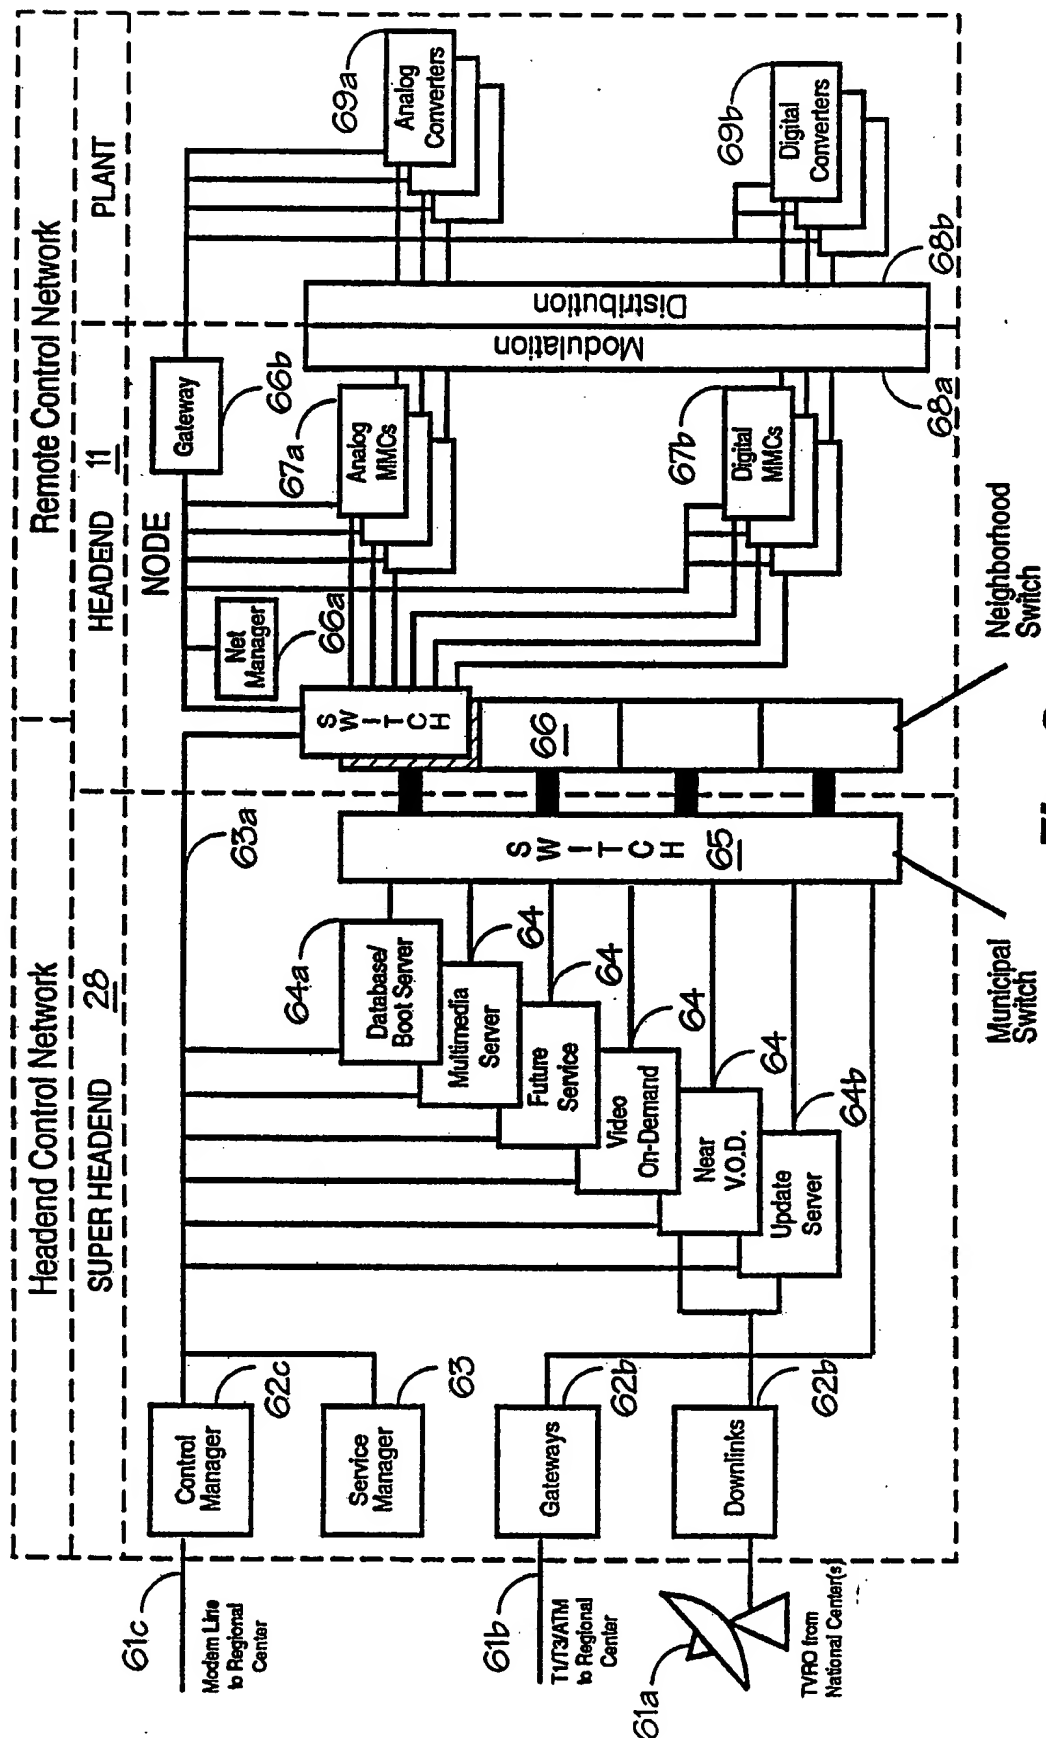 Headend Control Network
Remote Control Network
SUPER HEADEND
28
HEADEND
11
PLANT
NODE
61c
Modem Line
to Regional
Center
Control
Manager
62c
63a
Service
Manager
63
61b
T1/T3/ATM
to Regional
Center
Gateways
62b
61a
TVRO from
National Center(s)
Downlinks
62b
Database/
Boot Server
64a
Multimedia
Server
64
Future
Service
64
Video
On-Demand
64
Near
V.O.D.
64
Update
Server
64b
SWITCH
65
Municipal
Switch
SWITCH
66
Neighborhood
Switch
Net
Manager
66a
Gateway
66b
Analog
MMCs
67a
Digital
MMCs
67b
Modulation
68a
Distribution
68b
Analog
Converters
69a
Digital
Converters
69b